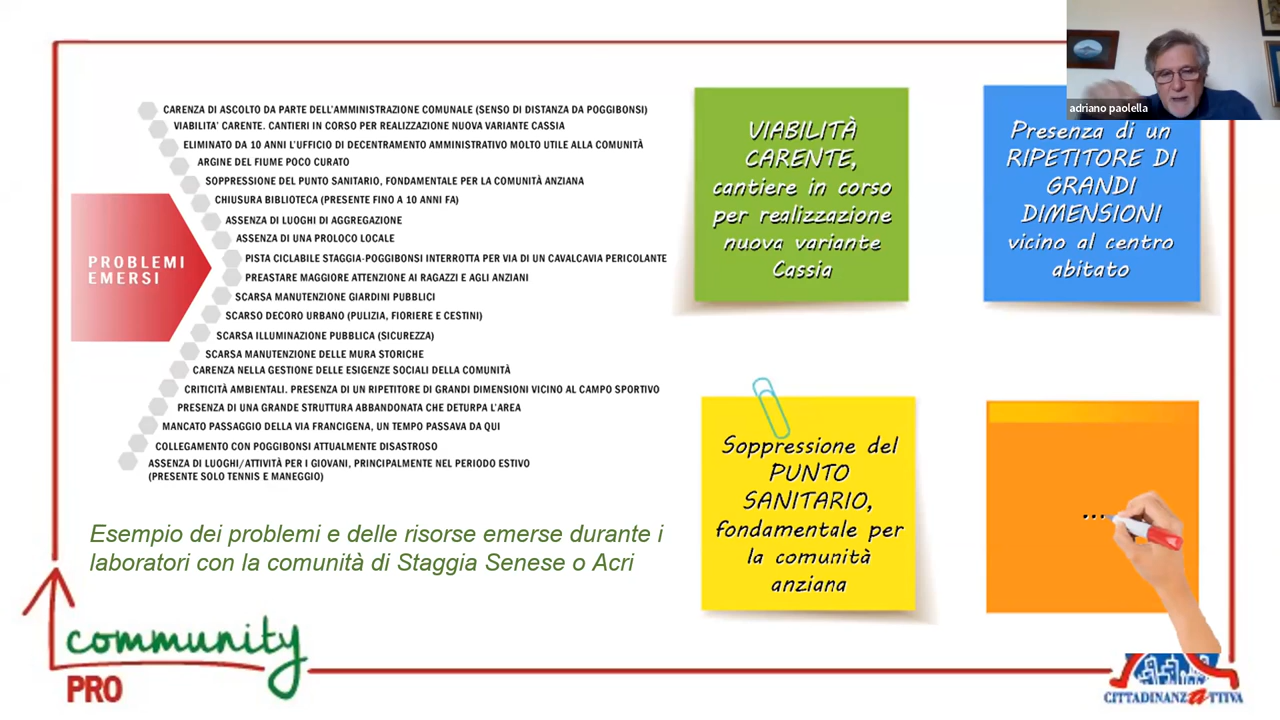 adriano paolella
CARENZA DI ASCOLTO DA PARTE DELL'AMMINISTRAZIONE COMUNALE (SENSO DI DISTANZA DA POGGIBONSI)
VIABILITA' CARENTE. CANTIERI IN CORSO PER REALIZZAZIONE NUOVA VARIANTE CASSIA
ELIMINATO DA 10 ANNI L'UFFICIO DI DECENTRAMENTO AMMINISTRATIVO MOLTO UTILE ALLA COMUNITÀ
ARGINE DEL FIUME POCO CURATO
SOPPRESSIONE DEL PUNTO SANITARIO, FONDAMENTALE PER LA COMUNITÀ ANZIANA
CHIUSURA BIBLIOTECA (PRESENTE FINO A 10 ANNI FA)
ASSENZA DI LUOGHI DI AGGREGAZIONE
ASSENZA DI UNA PROLOCO LOCALE
PISTA CICLABILE STAGGIA-POGGIBONSI INTERROTTA PER VIA DI UN CAVALCAVIA PERICOLANTE
PREASTARE MAGGIORE ATTENZIONE AI RAGAZZI E AGLI ANZIANI
SCARSA MANUTENZIONE GIARDINI PUBBLICI
SCARSO DECORO URBANO (PULIZIA, FIORIERE E CESTINI)
SCARSA ILLUMINAZIONE PUBBLICA (SICUREZZA)
SCARSA MANUTENZIONE DELLE MURA STORICHE
CARENZA NELLA GESTIONE DELLE ESIGENZE SOCIALI DELLA COMUNITÀ
CRITICITÀ AMBIENTALI. PRESENZA DI UN RIPETITORE DI GRANDI DIMENSIONI VICINO AL CAMPO SPORTIVO
PRESENZA DI UNA GRANDE STRUTTURA ABBANDONATA CHE DETURPA L'AREA
MANCATO PASSAGGIO DELLA VIA FRANCIGENA, UN TEMPO PASSAVA DA QUI
COLLEGAMENTO CON POGGIBONSI ATTUALMENTE DISASTROSO
ASSENZA DI LUOGHI/ATTIVITÀ PER I GIOVANI, PRINCIPALMENTE NEL PERIODO ESTIVO
(PRESENTE SOLO TENNIS E MANEGGIO)
PROBLEMI
EMERSI
VIABILITÀ
CARENTE,
cantiere in corso
per realizzazione
nuova variante
Cassia
Presenza di un
RIPETITORE DI
GRANDI
DIMENSIONI
vicino al centro
abitato
Soppressione del
PUNTO
SANITARIO,
fondamentale per
la comunità
anziana
...
Esempio dei problemi e delle risorse emerse durante i
laboratori con la comunità di Staggia Senese o Acri
community
PRO
CITTADINANZATTIVA